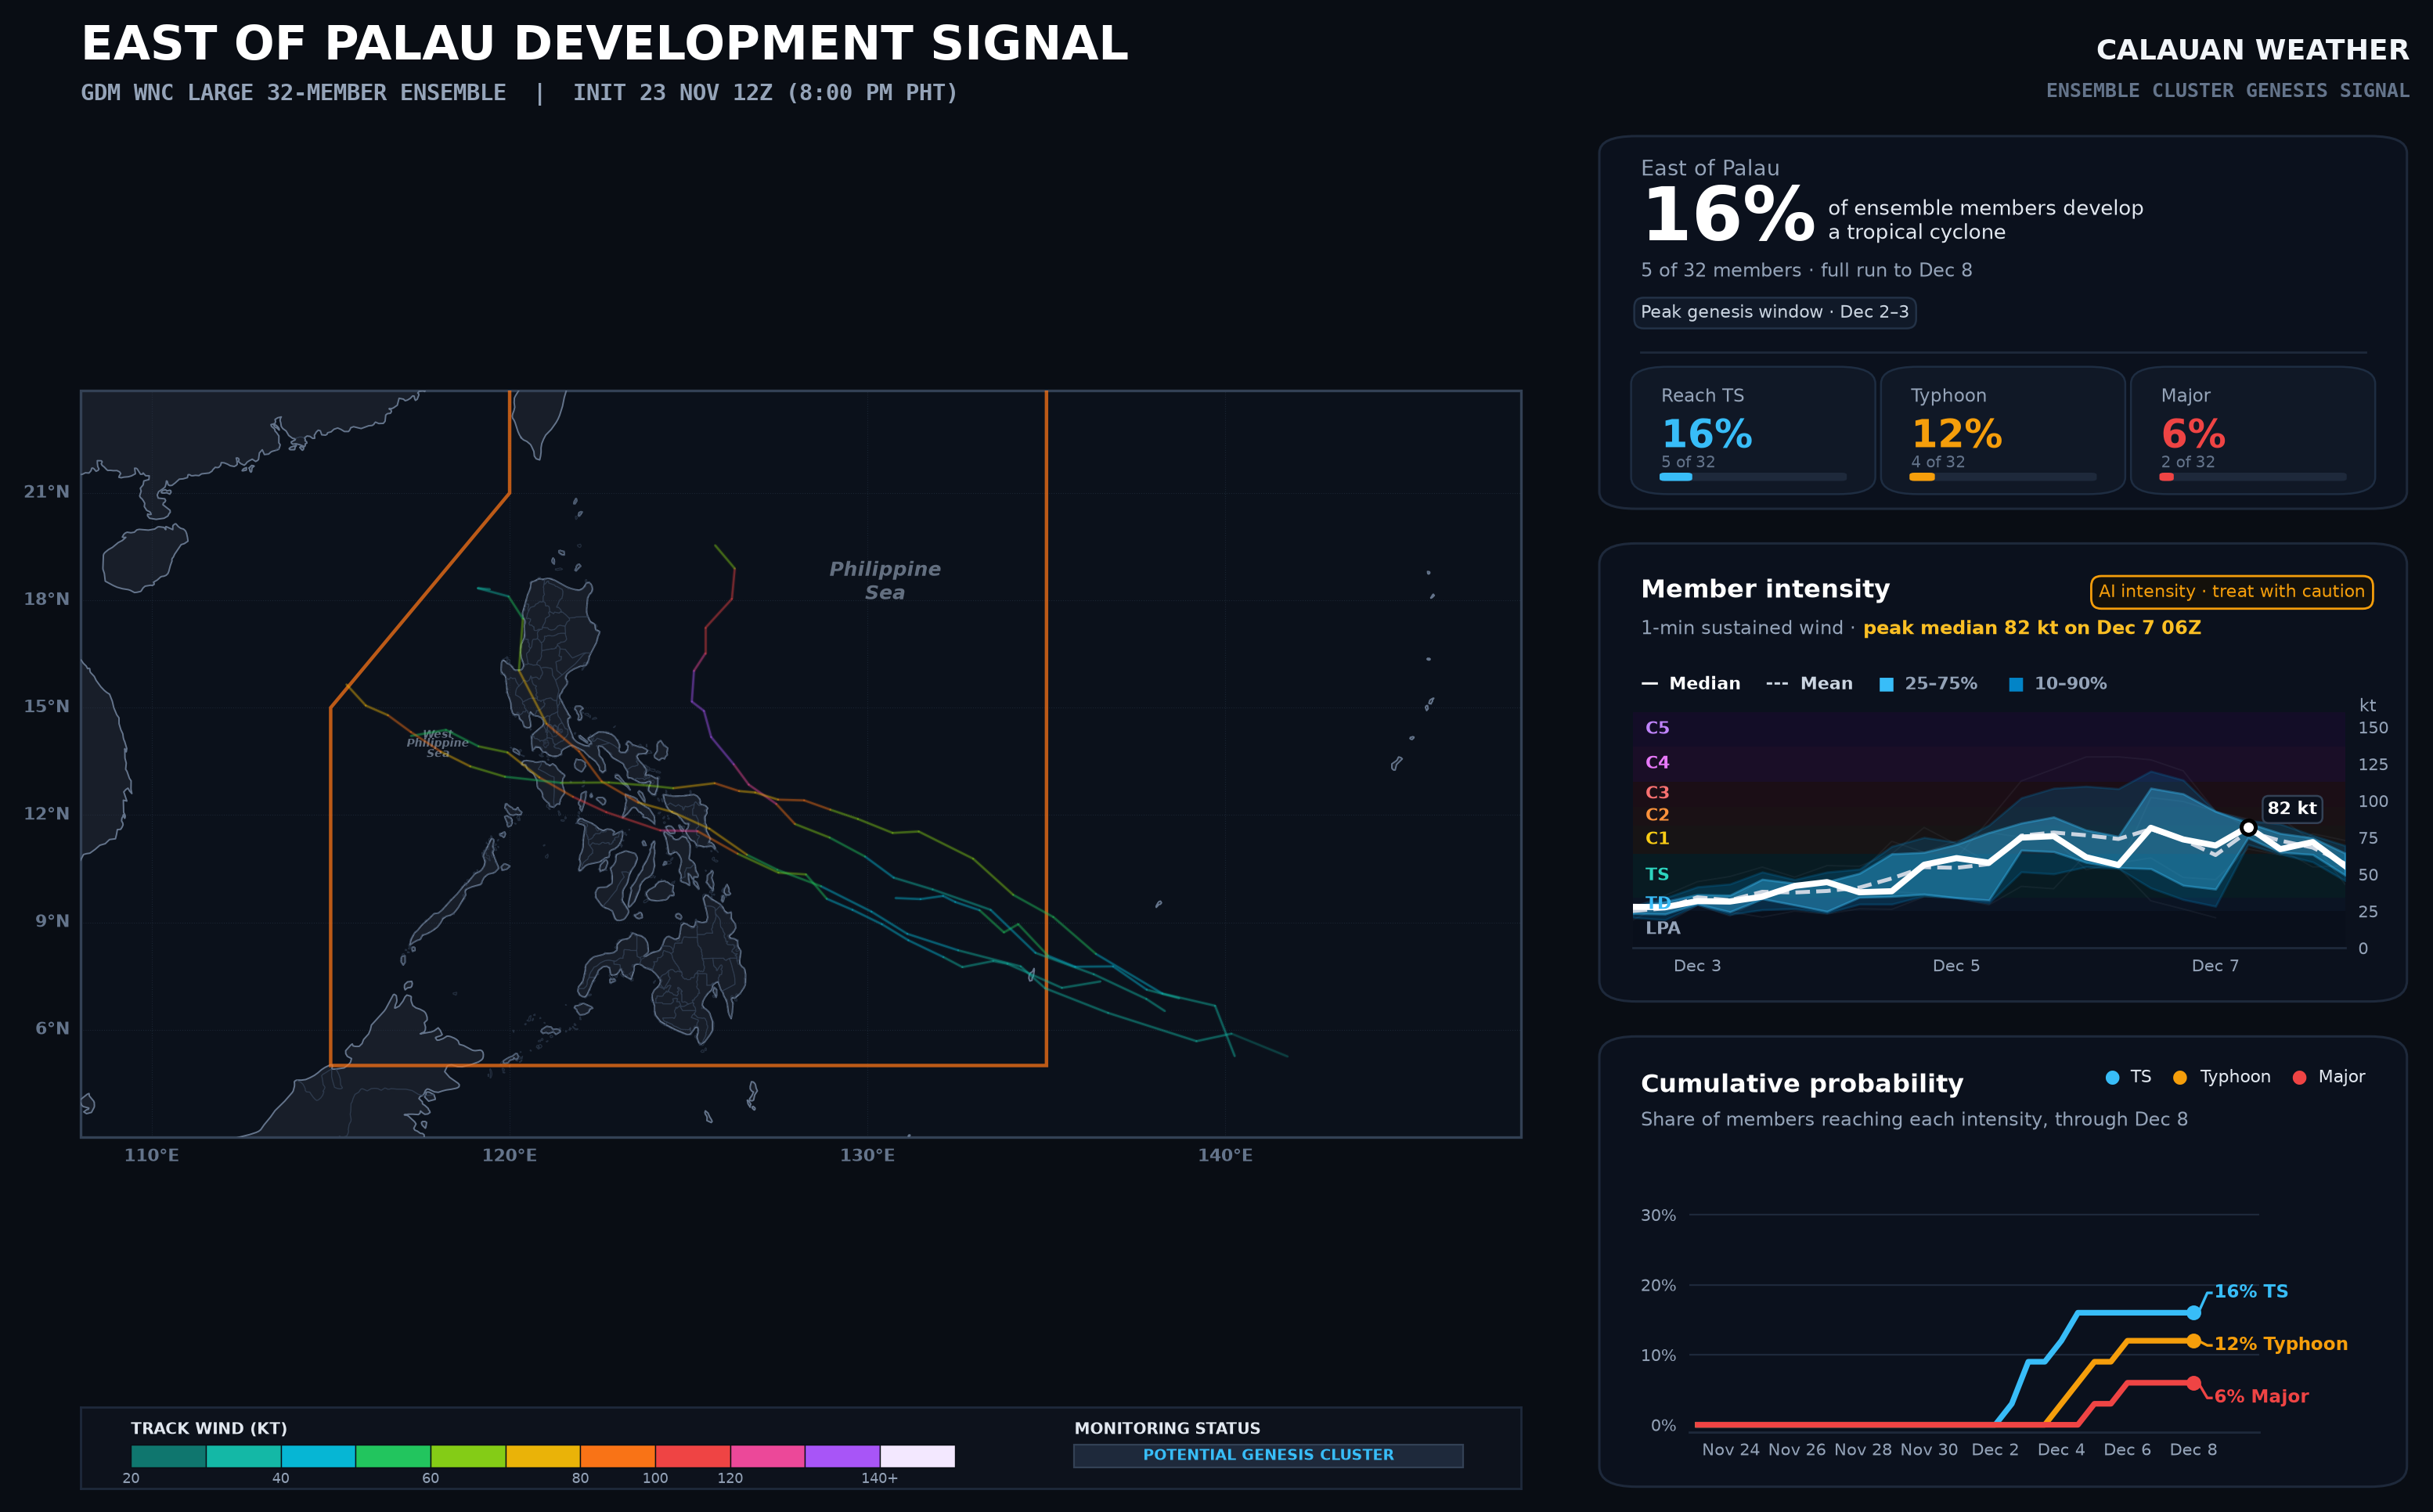 EAST OF PALAU DEVELOPMENT SIGNAL
GDM WNC LARGE 32-MEMBER ENSEMBLE | INIT 23 NOV 12Z (8:00 PM PHT)
CALAUAN WEATHER
ENSEMBLE CLUSTER GENESIS SIGNAL
21°N
18°N
15°N
12°N
9°N
6°N
110°E
120°E
130°E
140°E
Philippine
Sea
West
Philippine
Sea
TRACK WIND (KT)
20
40
60
80
100
120
140+
MONITORING STATUS
POTENTIAL GENESIS CLUSTER
East of Palau
16%
of ensemble members develop
a tropical cyclone
5 of 32 members · full run to Dec 8
Peak genesis window · Dec 2–3
Reach TS
16%
5 of 32
Typhoon
12%
4 of 32
Major
6%
2 of 32
Member intensity
AI intensity · treat with caution
1-min sustained wind · peak median 82 kt on Dec 7 06Z
Median
Mean
25–75%
10–90%
kt
C5
C4
C3
C2
C1
TS
TD
LPA
82 kt
150
125
100
75
50
25
0
Dec 3
Dec 5
Dec 7
Cumulative probability
TS
Typhoon
Major
Share of members reaching each intensity, through Dec 8
30%
20%
10%
0%
16% TS
12% Typhoon
6% Major
Nov 24
Nov 26
Nov 28
Nov 30
Dec 2
Dec 4
Dec 6
Dec 8